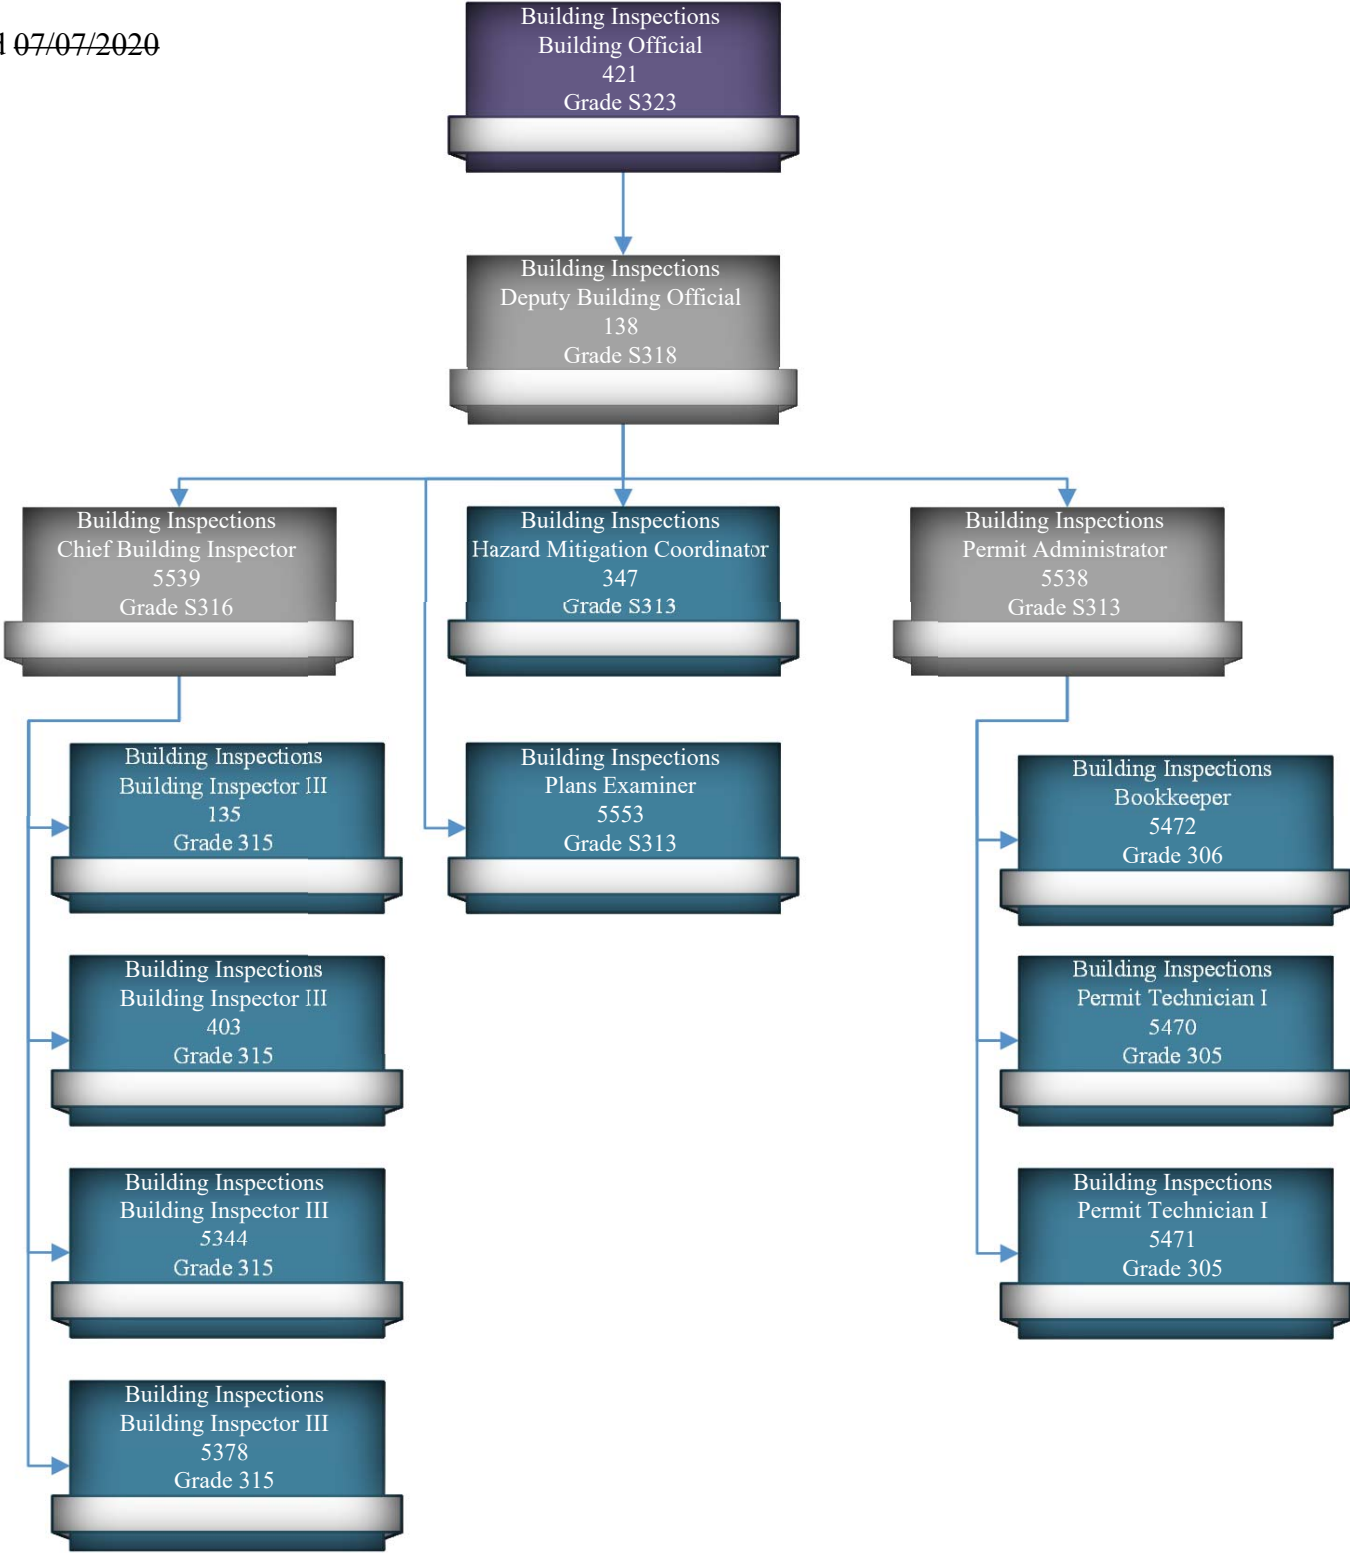 07/07/2020
Building Inspections
Building Official
421
Grade S323
Building Inspections
Deputy Building Official
138
Grade S318
Building Inspections
Chief Building Inspector
5539
Grade S316
Building Inspections
Hazard Mitigation Coordinator
347
Grade S313
Building Inspections
Permit Administrator
5538
Grade S313
Building Inspections
Building Inspector III
135
Grade 315
Building Inspections
Plans Examiner
5553
Grade S313
Building Inspections
Bookkeeper
5472
Grade 306
Building Inspections
Building Inspector III
403
Grade 315
Building Inspections
Permit Technician I
5470
Grade 305
Building Inspections
Building Inspector III
5344
Grade 315
Building Inspections
Permit Technician I
5471
Grade 305
Building Inspections
Building Inspector III
5378
Grade 315